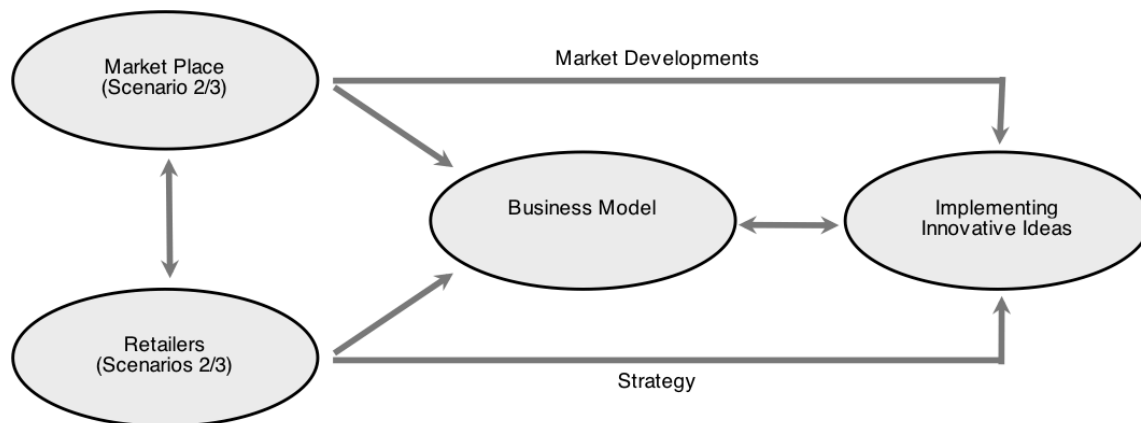 Market Place
(Scenario 2/3)
Market Developments
Business Model
Implementing
Innovative Ideas
Retailers
(Scenarios 2/3)
Strategy